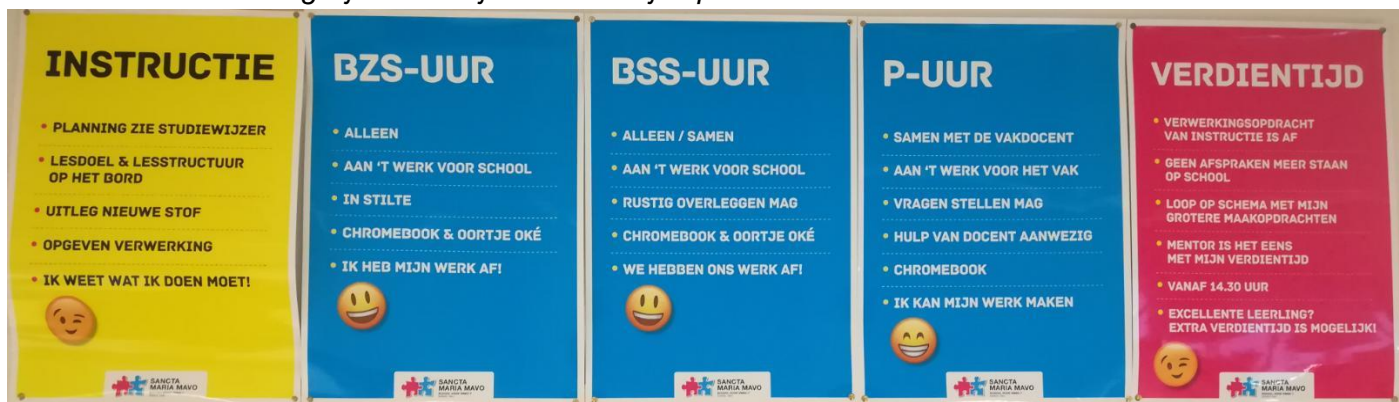 INSTRUCTIE
• PLANNING ZIE STUDIEWIJZER
• LESDOEL & LESSTRUCTUUR
OP HET BORD
• UITLEG NIEUWE STOF
• OPGEVEN VERWERKING
• IK WEET WAT IK DOEN MOET!
SANCTA
MARIA MAVO
BZS-UUR
• ALLEEN
• AAN 'T WERK VOOR SCHOOL
• IN STILTE
• CHROMEBOOK & OORTJE OKÉ
• IK HEB MIJN WERK AF!
SANCTA
MARIA MAVO
BSS-UUR
• ALLEEN / SAMEN
• AAN 'T WERK VOOR SCHOOL
• RUSTIG OVERLEGGEN MAG
• CHROMEBOOK & OORTJE OKÉ
• WE HEBBEN ONS WERK AF!
SANCTA
MARIA MAVO
P-UUR
• SAMEN MET DE VAKDOCENT
• AAN 'T WERK VOOR HET VAK
• VRAGEN STELLEN MAG
• HULP VAN DOCENT AANWEZIG
• CHROMEBOOK
• IK KAN MIJN WERK MAKEN
SANCTA
MARIA MAVO
VERDIENTIJD
• VERWERKINGSOPDRACHT
VAN INSTRUCTIE IS AF
• GEEN AFSPRAKEN MEER STAAN
OP SCHOOL
• LOOP OP SCHEMA MET MIJN
GROTERE MAAKOPDRACHTEN
• MENTOR IS HET EENS
MET MIJN VERDIENTIJD
• VANAF 14.30 UUR
• EXCELLENTE LEERLING?
EXTRA VERDIENTIJD IS MOGELIJK!
SANCTA
MARIA MAVO